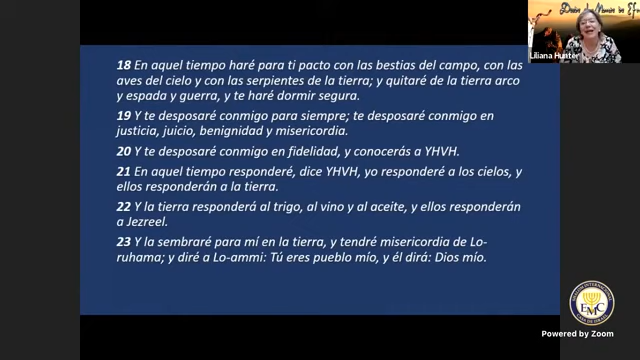 Liliana Hunter
18 En aquel tiempo haré para ti pacto con las bestias del campo, con las
aves del cielo y con las serpientes de la tierra; y quitaré de la tierra arco
y espada y guerra, y te haré dormir segura.
19 Y te desposaré conmigo para siempre; te desposaré conmigo en
justicia, juicio, benignidad y misericordia.
20 Y te desposaré conmigo en fidelidad, y conocerás a YHVH.
21 En aquel tiempo responderé, dice YHVH, yo responderé a los cielos, y
ellos responderán a la tierra.
22 Y la tierra responderá al trigo, al vino y al aceite, y ellos responderán
a Jezreel.
23 Y la sembraré para mí en la tierra, y tendré misericordia de Lo-
ruhama; y diré a Lo-ammi: Tú eres pueblo mío, y él dirá: Dios mío.
EMC
Powered by Zoom